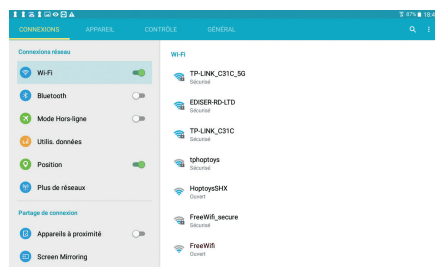 87% 18:4
CONNEXIONS APPAREIL CONTRÔLE GÉNÉRAL
Connexions réseau
Wi-Fi
Bluetooth
Mode Hors-ligne
Utilis. données
Position
Plus de réseaux
Partage de connexion
Appareils à proximité
Screen Mirroring
Wi-Fi
TP-LINK_C31C_5G
Sécurisé
EDISER-RD-LTD
Sécurisé
TP-LINK_C31C
Sécurisé
tphoptoys
Sécurisé
HoptoysSHX
Ouvert
FreeWifi_secure
Sécurisé
FreeWifi
Ouvert